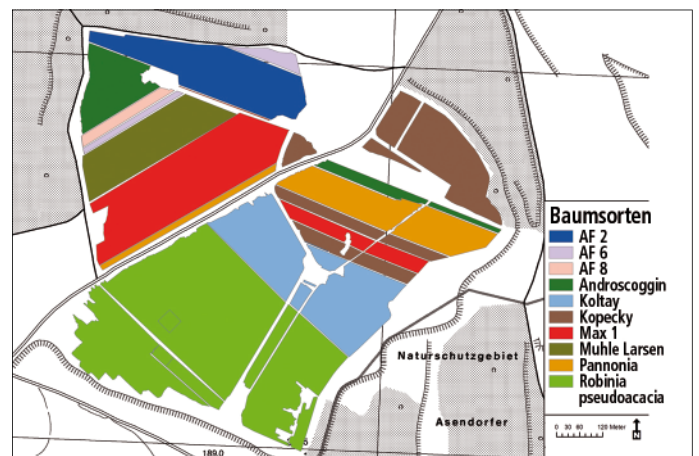 Baumsorten
AF 2
AF 6
AF 8
Androscoggin
Koltay
Kopecky
Max 1
Muhle Larsen
Pannonia
Robinia
pseudoacacia
Naturschutzgebiet
Asendorfer
0 30 60 120 Meter
N
189.0